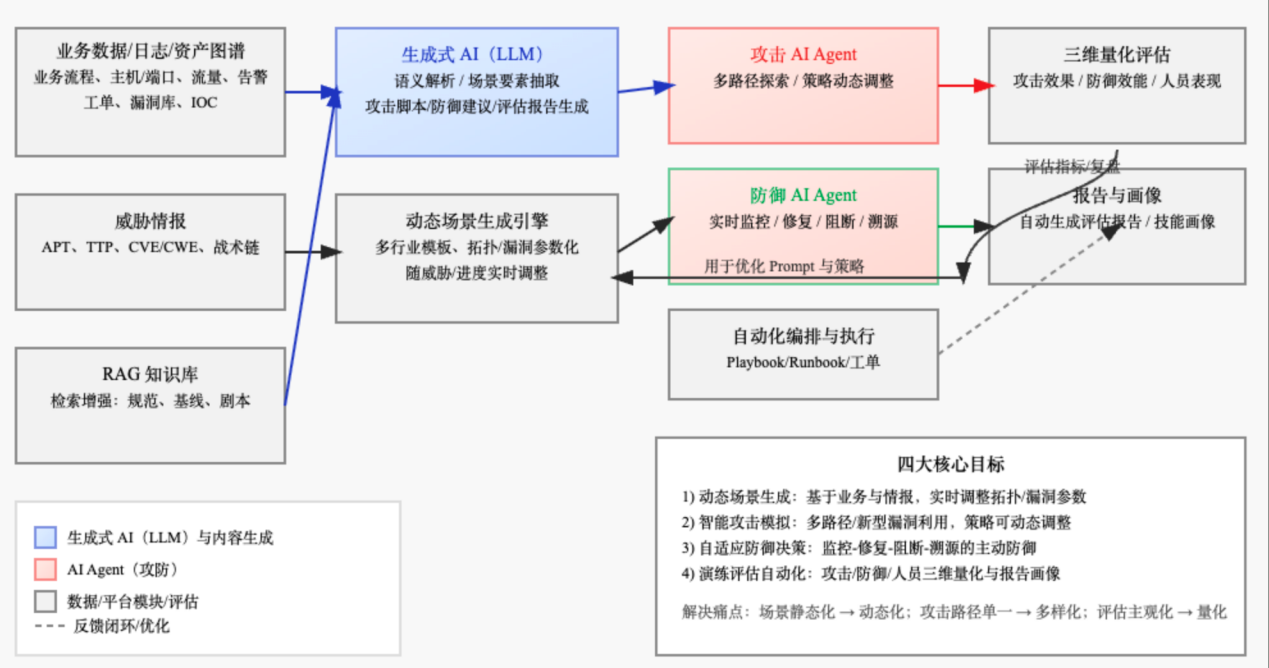 业务数据/日志/资产图谱
业务流程、主机/端口、流量、告警
工单、漏洞库、IOC
生成式 AI（LLM）
语义解析 / 场景要素抽取
攻击脚本/防御建议/评估报告生成
攻击 AI Agent
多路径探索 / 策略动态调整
三维量化评估
攻击效果 / 防御效能 / 人员表现
威胁情报
APT、TTP、CVE/CWE、战术链
动态场景生成引擎
多行业模板、拓扑/漏洞参数化
随威胁/进度实时调整
防御 AI Agent
实时监控 / 修复 / 阻断 / 溯源
用于优化 Prompt 与策略
评估指标/复盘
报告与画像
自动生成评估报告 / 技能画像
RAG 知识库
检索增强：规范、基线、剧本
自动化编排与执行
Playbook/Runbook/工单
生成式 AI（LLM）与内容生成
AI Agent（攻防）
数据/平台模块/评估
反馈闭环/优化
四大核心目标
1) 动态场景生成：基于业务与情报，实时调整拓扑/漏洞参数
2) 智能攻击模拟：多路径/新型漏洞利用，策略可动态调整
3) 自适应防御决策：监控-修复-阻断-溯源的主动防御
4) 演练评估自动化：攻击/防御/人员三维量化与报告画像
解决痛点：场景静态化 → 动态化；攻击路径单一 → 多样化；评估主观化 → 量化